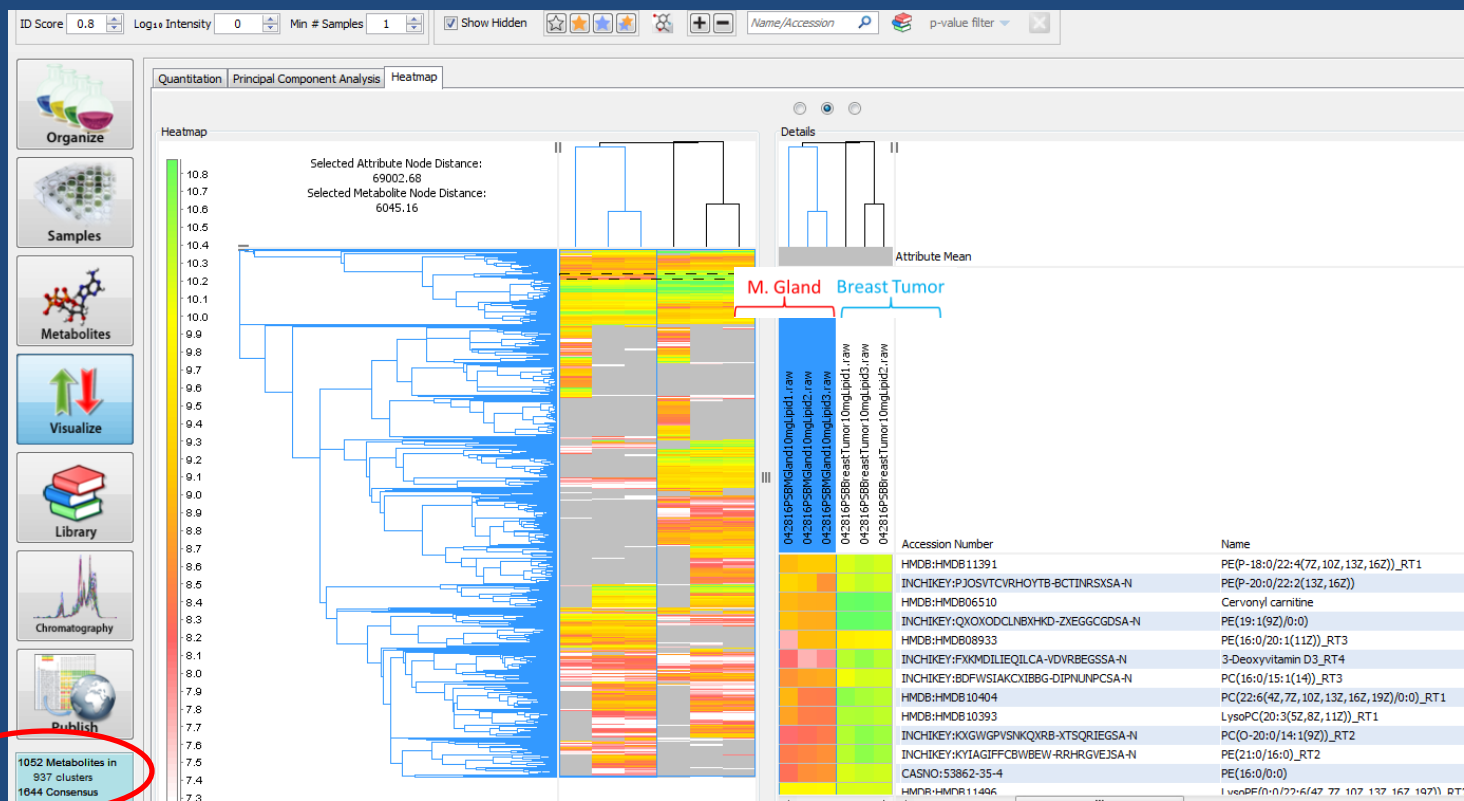 ID Score 0.8 Log₁₀ Intensity 0 Min # Samples 1 Show Hidden Name/Accession p-value filter
Organize
Samples
Metabolites
Visualize
Library
Chromatography
Publish
1052 Metabolites in
937 clusters
1644 Consensus
Quantitation Principal Component Analysis Heatmap
Heatmap
Selected Attribute Node Distance:
69002.68
Selected Metabolite Node Distance:
6045.16
10.8
10.7
10.6
10.5
10.4
10.3
10.2
10.1
10.0
9.9
9.8
9.7
9.6
9.5
9.4
9.3
9.2
9.1
9.0
8.9
8.8
8.7
8.6
8.5
8.4
8.3
8.2
8.1
8.0
7.9
7.8
7.7
7.6
7.5
7.4
7.3
Details
Attribute Mean
M. Gland Breast Tumor
042816PSBMGland10mgLipid1.raw
042816PSBMGland10mgLipid2.raw
042816PSBMGland10mgLipid3.raw
042816PSBBreastTumor10mgLipid1.raw
042816PSBBreastTumor10mgLipid3.raw
042816PSBBreastTumor10mgLipid2.raw
Accession Number Name
HMDB:HMDB11391 PE(P-18:0/22:4(7Z,10Z,13Z,16Z))_RT1
INCHIKEY:PJOSVTCVRHOYTB-BCTINRSXSA-N PE(P-20:0/22:2(13Z,16Z))
HMDB:HMDB06510 Cervonyl carnitine
INCHIKEY:QXOXODCLNBXHKD-ZXEGGCGDSA-N PE(19:1(9Z)/0:0)
HMDB:HMDB08933 PE(16:0/20:1(11Z))_RT3
INCHIKEY:FXKMDILIEQILCA-VDVRBEGSSA-N 3-Deoxyvitamin D3_RT4
INCHIKEY:BDFWSIAKCXIBBG-DIPNUNPCSA-N PC(16:0/15:1(14))_RT3
HMDB:HMDB10404 PC(22:6(4Z,7Z,10Z,13Z,16Z,19Z)/0:0)_RT1
HMDB:HMDB10393 LysoPC(20:3(5Z,8Z,11Z))_RT1
INCHIKEY:KXGWGPVSNKQXRB-XTSQRIEGSA-N PC(O-20:0/14:1(9Z))_RT2
INCHIKEY:KYIAGIFFCBWBEW-RRHRGVEJSA-N PE(21:0/16:0)_RT2
CASNO:53862-35-4 PE(16:0/0:0)
HMDB:HMDB11496 LysoPE(0:0/22:6(4Z,7Z,10Z,13Z,16Z,19Z))_RT